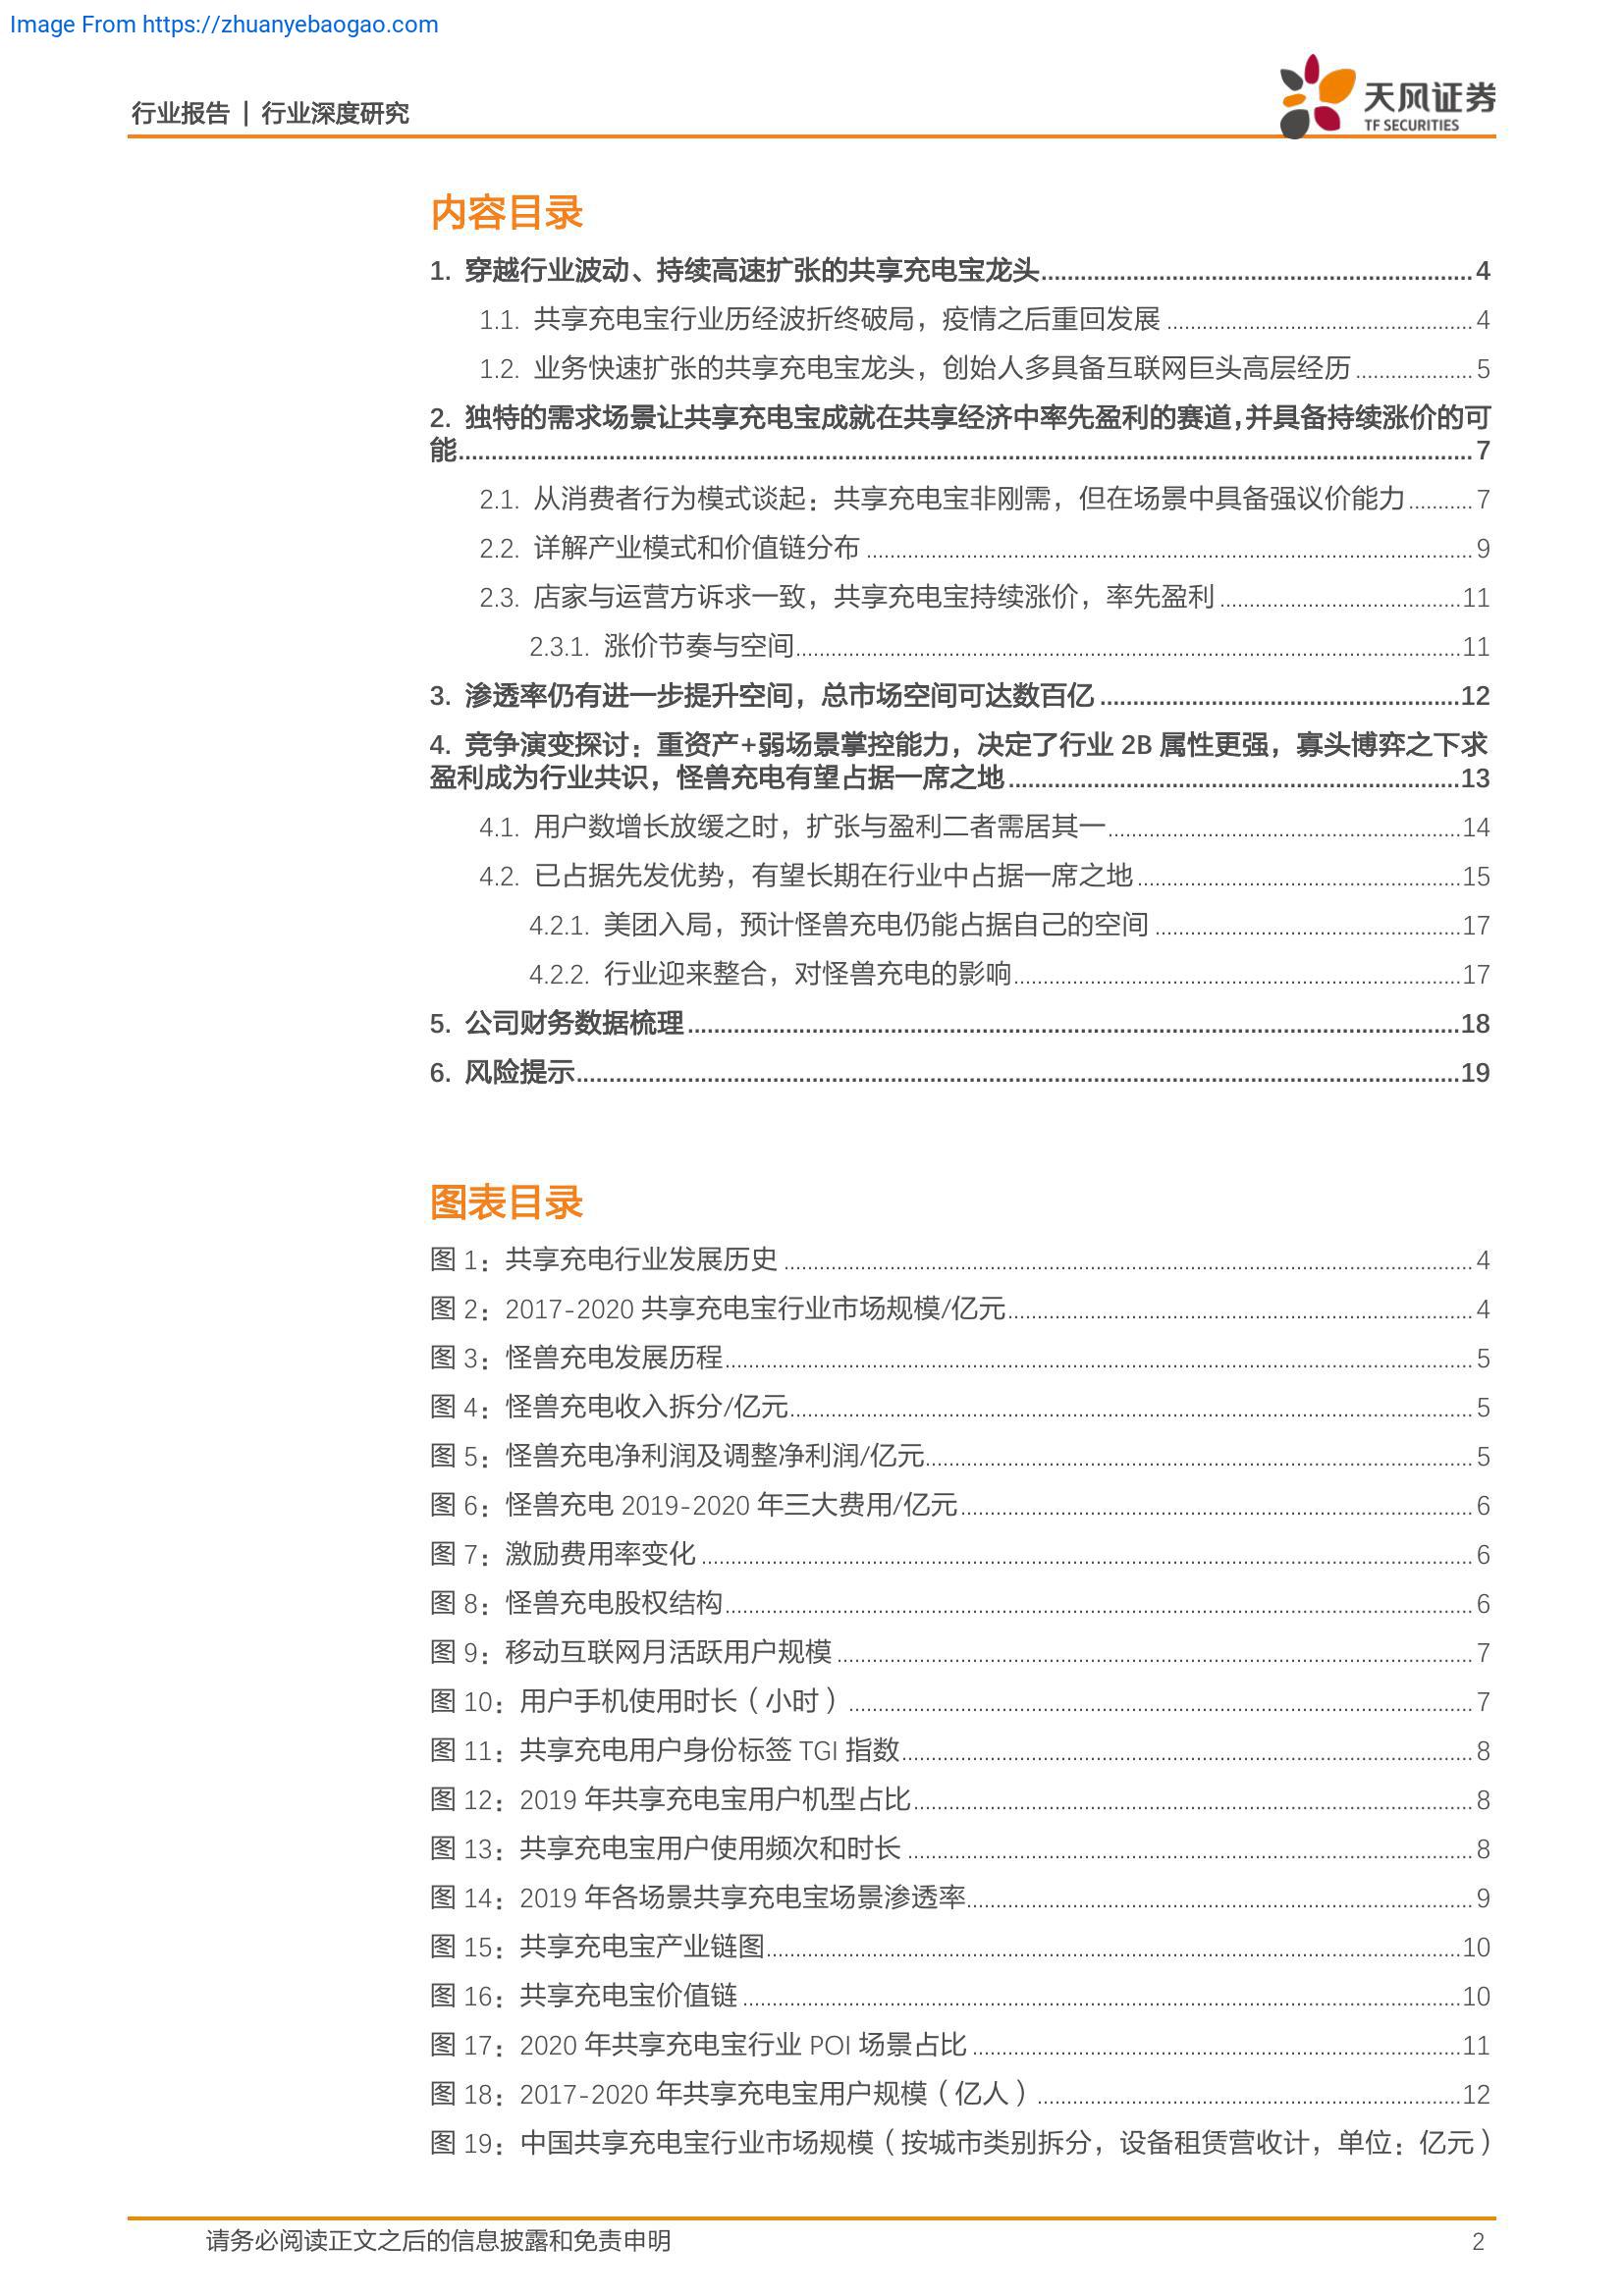 Image From https://zhuanyebaogao.com
行业报告 | 行业深度研究
天风证券
TF SECURITIES
内容目录
1. 穿越行业波动、持续高速扩张的共享充电宝龙头 4
1.1. 共享充电宝行业历经波折终破局，疫情之后重回发展 4
1.2. 业务快速扩张的共享充电宝龙头，创始人多具备互联网巨头高层经历 5
2. 独特的需求场景让共享充电宝成就在共享经济中率先盈利的赛道，并具备持续涨价的可
能 7
2.1. 从消费者行为模式谈起：共享充电宝非刚需，但在场景中具备强议价能力 7
2.2. 详解产业模式和价值链分布 9
2.3. 店家与运营方诉求一致，共享充电宝持续涨价，率先盈利 11
2.3.1. 涨价节奏与空间 11
3. 渗透率仍有进一步提升空间，总市场空间可达数百亿 12
4. 竞争演变探讨：重资产+弱场景掌控能力，决定了行业 2B 属性更强，寡头博弈之下求
盈利成为行业共识，怪兽充电有望占据一席之地 13
4.1. 用户数增长放缓之时，扩张与盈利二者需居其一 14
4.2. 已占据先发优势，有望长期在行业中占据一席之地 15
4.2.1. 美团入局，预计怪兽充电仍能占据自己的空间 17
4.2.2. 行业迎来整合，对怪兽充电的影响 17
5. 公司财务数据梳理 18
6. 风险提示 19
图表目录
图 1：共享充电行业发展历史 4
图 2：2017-2020 共享充电宝行业市场规模/亿元 4
图 3：怪兽充电发展历程 5
图 4：怪兽充电收入拆分/亿元 5
图 5：怪兽充电净利润及调整净利润/亿元 5
图 6：怪兽充电 2019-2020 年三大费用/亿元 6
图 7：激励费用率变化 6
图 8：怪兽充电股权结构 6
图 9：移动互联网月活跃用户规模 7
图 10：用户手机使用时长（小时） 7
图 11：共享充电用户身份标签 TGI 指数 8
图 12：2019 年共享充电宝用户机型占比 8
图 13：共享充电宝用户使用频次和时长 8
图 14：2019 年各场景共享充电宝场景渗透率 9
图 15：共享充电宝产业链图 10
图 16：共享充电宝价值链 10
图 17：2020 年共享充电宝行业 POI 场景占比 11
图 18：2017-2020 年共享充电宝用户规模（亿人） 12
图 19：中国共享充电宝行业市场规模（按城市类别拆分，设备租赁营收计，单位：亿元）
请务必阅读正文之后的信息披露和免责申明 2